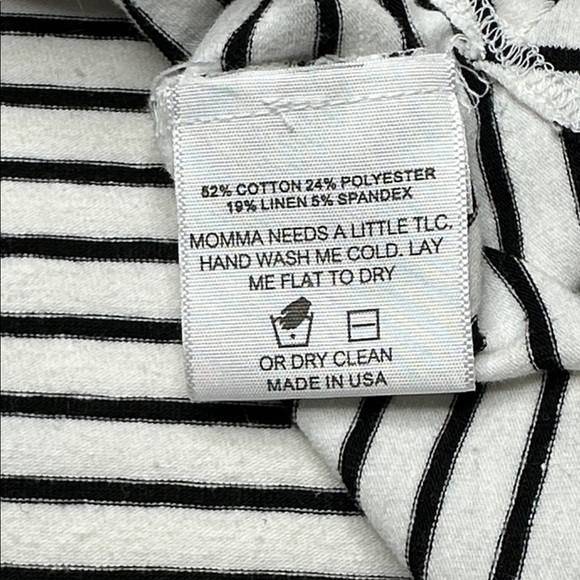 52% COTTON 24% POLYESTER
19% LINEN 5% SPANDEX
MOMMA NEEDS A LITTLE TLC.
HAND WASH ME COLD. LAY
ME FLAT TO DRY
OR DRY CLEAN
MADE IN USA